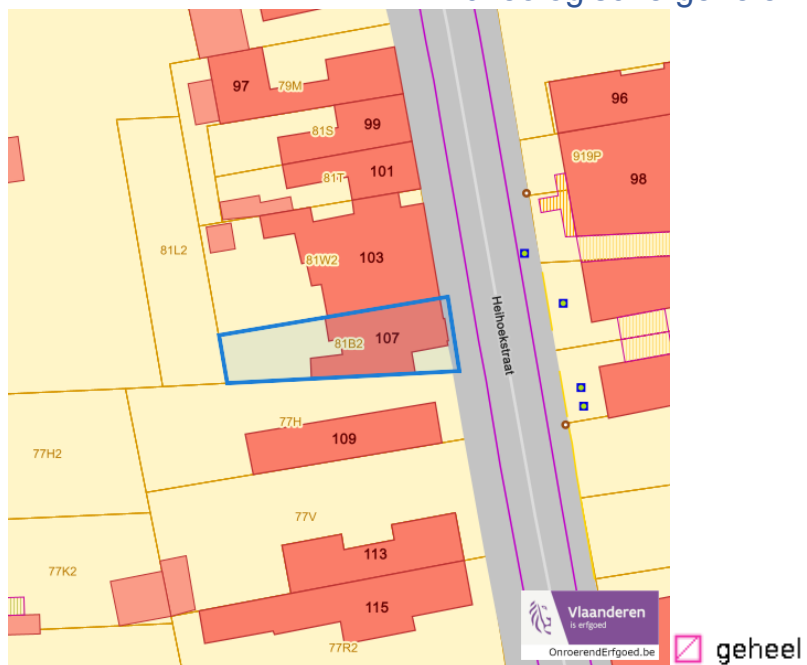 97
79M
96
99
81S
919P
101
98
81T
81L2
103
81W2
Heihoekstraat
107
81B2
77H
109
77H2
77V
113
77K2
115
77R2
Vlaanderen
is erfgoed
OnroerendErfgoed.be
geheel